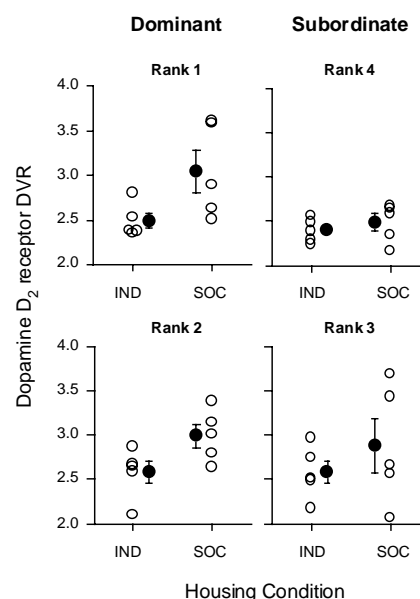 Dominant Subordinate
Rank 1 Rank 4
4.0
3.5
3.0
2.5
2.0
IND SOC IND SOC
Rank 2 Rank 3
4.0
3.5
3.0
2.5
2.0
IND SOC IND SOC
Dopamine D2 receptor DVR
Housing Condition